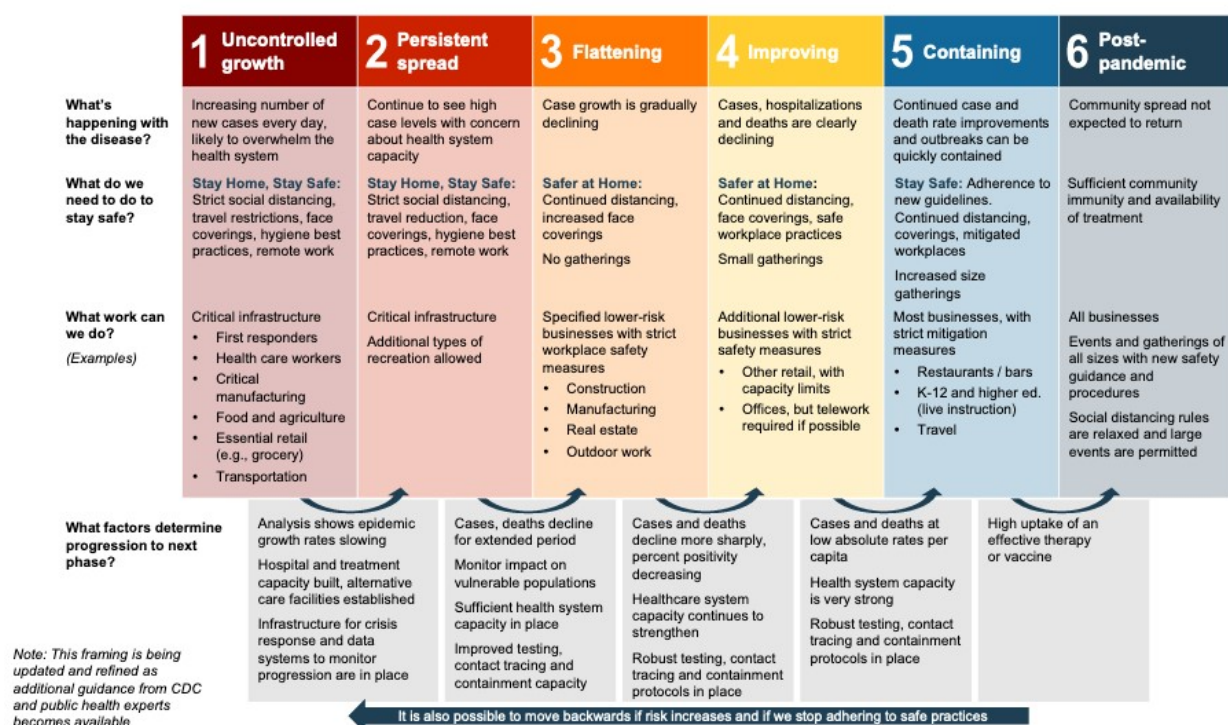 1 Uncontrolled
growth
2 Persistent
spread
3 Flattening
4 Improving
5 Containing
6 Post-
pandemic
What's
happening with
the disease?
Increasing number of
new cases every day,
likely to overwhelm the
health system
Continue to see high
case levels with concern
about health system
capacity
Case growth is gradually
declining
Cases, hospitalizations
and deaths are clearly
declining
Continued case and
death rate improvements
and outbreaks can be
quickly contained
Community spread not
expected to return
What do we
need to do to
stay safe?
Stay Home, Stay Safe:
Strict social distancing,
travel restrictions, face
coverings, hygiene best
practices, remote work
Stay Home, Stay Safe:
Strict social distancing,
travel reduction, face
coverings, hygiene best
practices, remote work
Safer at Home:
Continued distancing,
increased face
coverings
No gatherings
Safer at Home:
Continued distancing,
face coverings, safe
workplace practices
Small gatherings
Stay Safe: Adherence to
new guidelines.
Continued distancing,
coverings, mitigated
workplaces
Increased size
gatherings
Sufficient community
immunity and availability
of treatment
What work can
we do?
(Examples)
Critical infrastructure
• First responders
• Health care workers
• Critical
manufacturing
• Food and agriculture
• Essential retail
(e.g., grocery)
• Transportation
Critical infrastructure
Additional types of
recreation allowed
Specified lower-risk
businesses with strict
workplace safety
measures
• Construction
• Manufacturing
• Real estate
• Outdoor work
Additional lower-risk
businesses with strict
safety measures
• Other retail, with
capacity limits
• Offices, but telework
required if possible
Most businesses, with
strict mitigation
measures
• Restaurants / bars
• K-12 and higher ed.
(live instruction)
• Travel
All businesses
Events and gatherings of
all sizes with new safety
guidance and
procedures
Social distancing rules
are relaxed and large
events are permitted
What factors determine
progression to next
phase?
Analysis shows epidemic
growth rates slowing
Hospital and treatment
capacity built, alternative
care facilities established
Infrastructure for crisis
response and data
systems to monitor
progression are in place
Cases, deaths decline
for extended period
Monitor impact on
vulnerable populations
Sufficient health system
capacity in place
Improved testing,
contact tracing and
containment capacity
Cases and deaths
decline more sharply,
percent positivity
decreasing
Healthcare system
capacity continues to
strengthen
Robust testing, contact
tracing and containment
protocols in place
Cases and deaths at
low absolute rates per
capita
Health system capacity
is very strong
Robust testing, contact
tracing and containment
protocols in place
High uptake of an
effective therapy
or vaccine
Note: This framing is being
updated and refined as
additional guidance from CDC
and public health experts
becomes available
It is also possible to move backwards if risk increases and if we stop adhering to safe practices